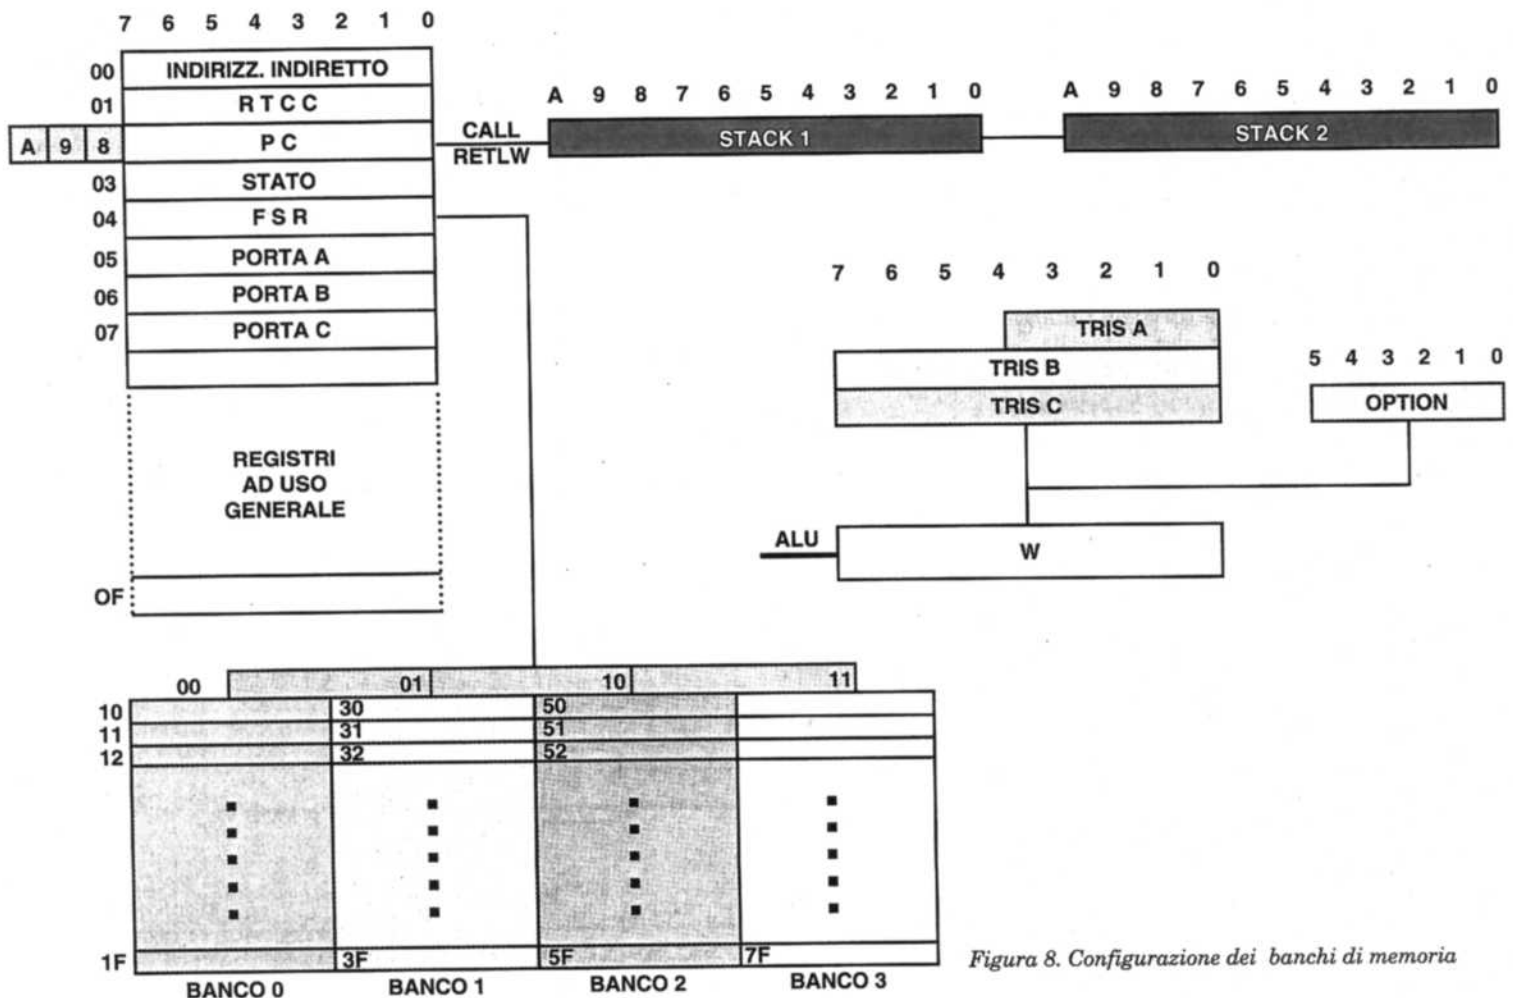 7 6 5 4 3 2 1 0
00 INDIRIZZ. INDIRETTO
01 RTCC
A 9 8 PC
03 STATO
04 FSR
05 PORTA A
06 PORTA B
07 PORTA C
REGISTRI
AD USO
GENERALE
OF
CALL
RETLW
A 9 8 7 6 5 4 3 2 1 0
STACK 1
A 9 8 7 6 5 4 3 2 1 0
STACK 2
7 6 5 4 3 2 1 0
TRIS A
TRIS B
TRIS C
5 4 3 2 1 0
OPTION
ALU
W
00 01 10 11
10 30 50
11 31 51
12 32 52
1F 3F 5F 7F
BANCO 0 BANCO 1 BANCO 2 BANCO 3
Figura 8. Configurazione dei banchi di memoria